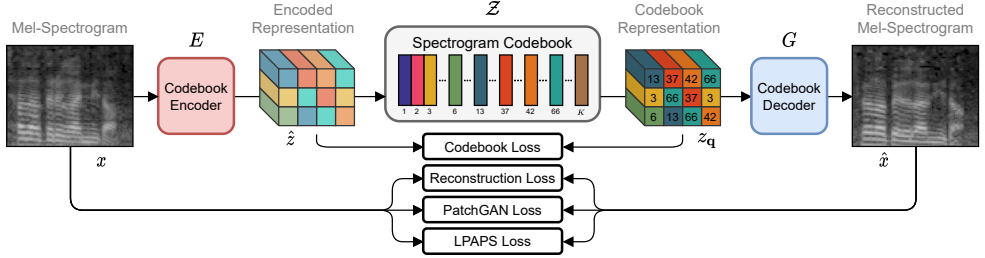 Mel-Spectrogram
x
E
Codebook
Encoder
Encoded
Representation
ẑ
𝒵
Spectrogram Codebook
... ... ... ... ... ...
1 2 3 6 13 37 42 66 K
Codebook
Representation
13 37 42 66
3 66 37 3
6 13 66 42
z_q
G
Codebook
Decoder
Reconstructed
Mel-Spectrogram
x̂
Codebook Loss
Reconstruction Loss
PatchGAN Loss
LPAPS Loss